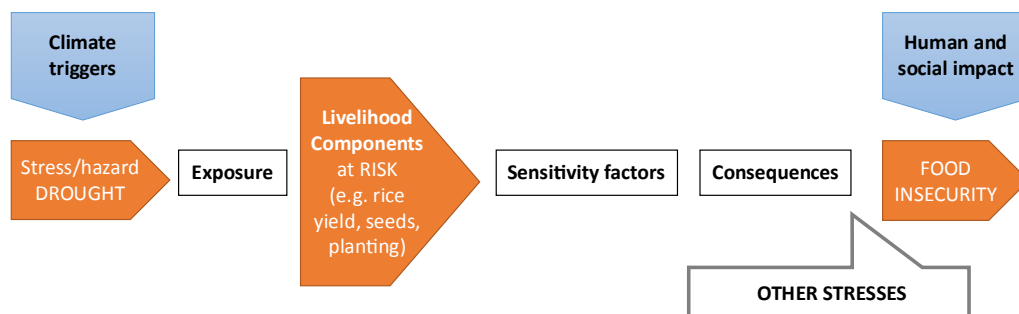 Climate
triggers
Human and
social impact
Stress/hazard
DROUGHT
Exposure
Livelihood
Components
at RISK
(e.g. rice
yield, seeds,
planting)
Sensitivity factors
Consequences
FOOD
INSECURITY
OTHER STRESSES